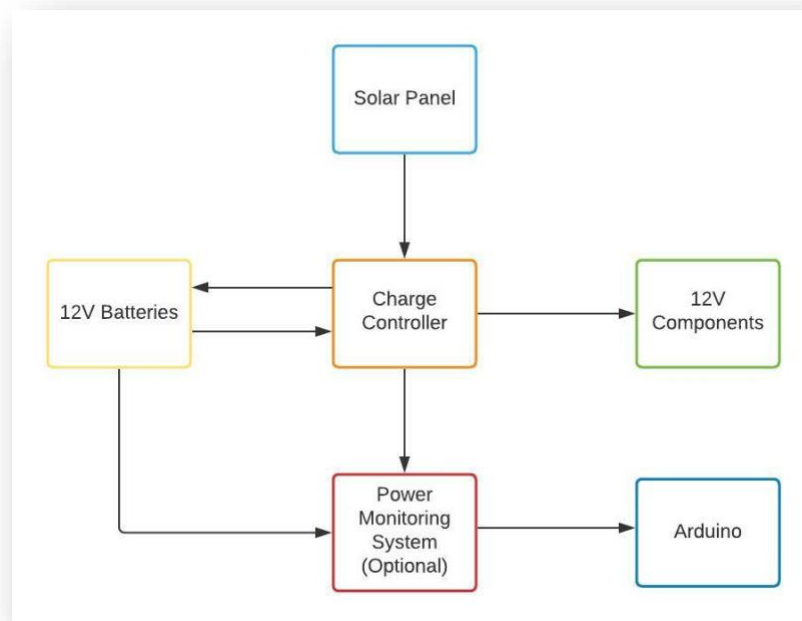 Solar Panel
12V Batteries
Charge
Controller
12V
Components
Power
Monitoring
System
(Optional)
Arduino